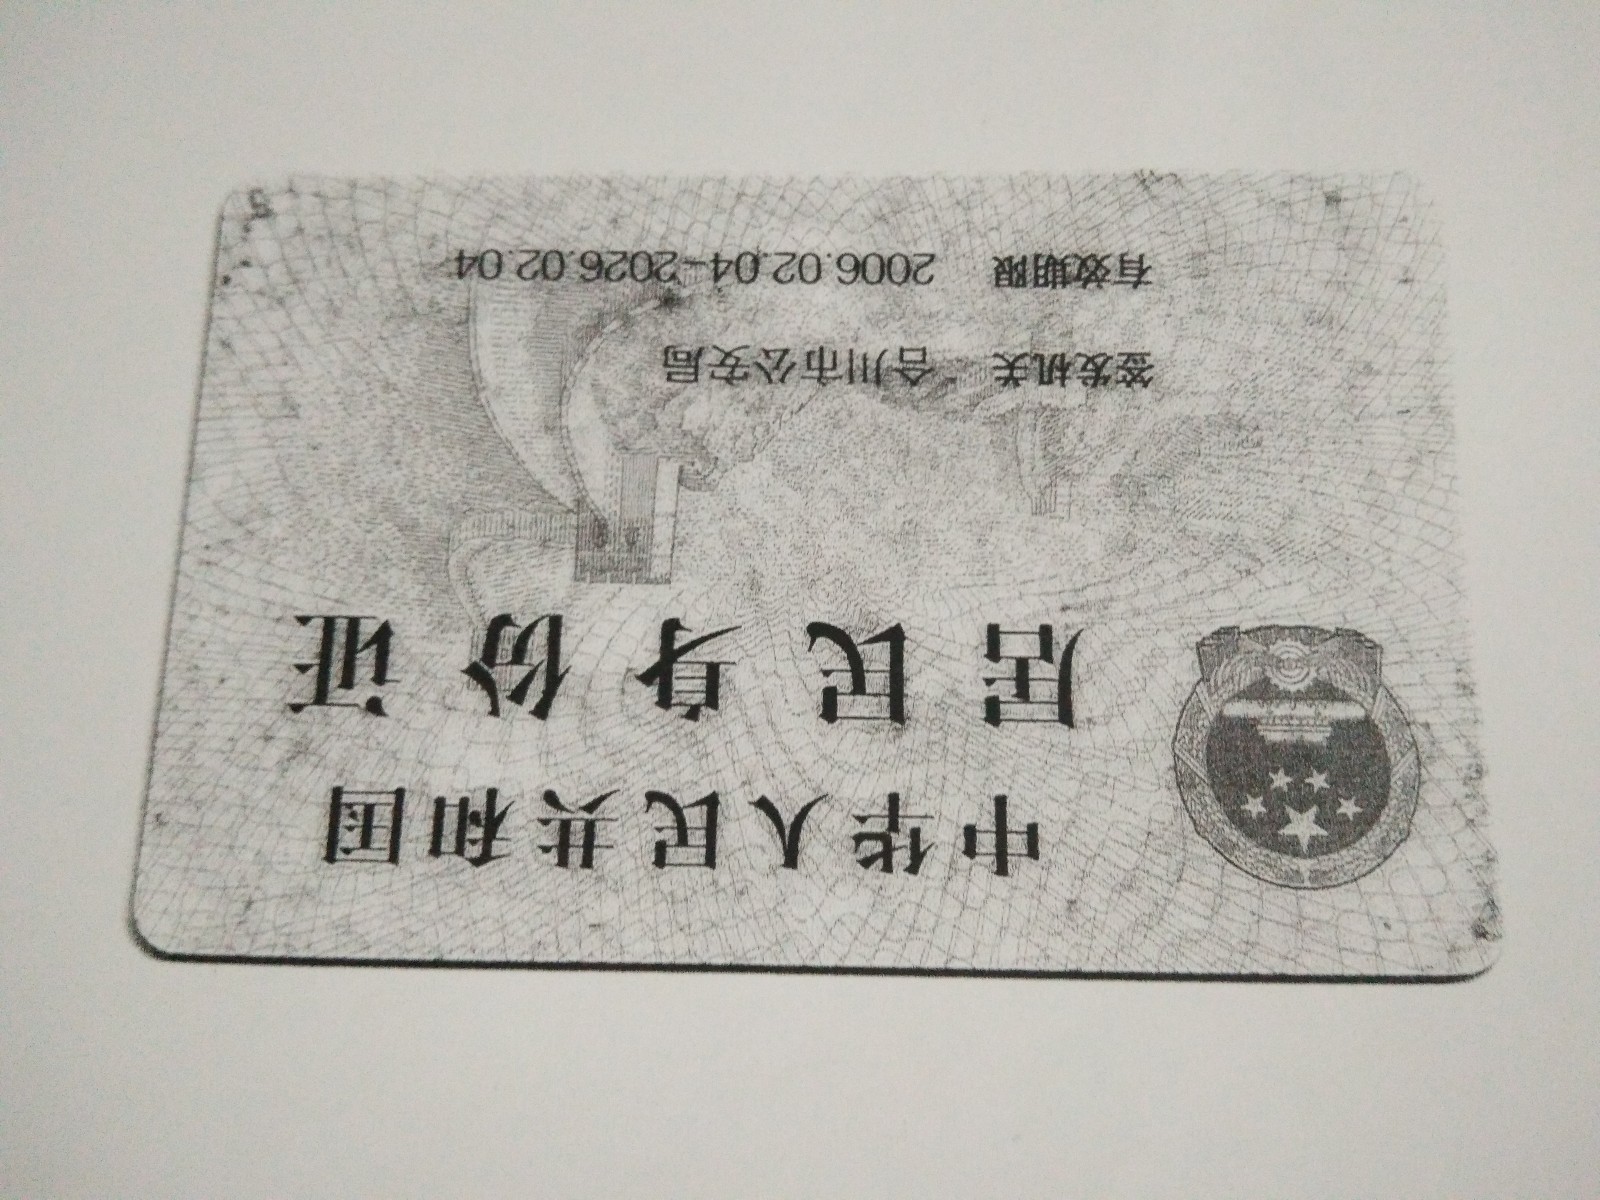 中华人民共和国
居民身份证
签发机关 合川市公安局
有效期限 2006.02.04-2026.02.04